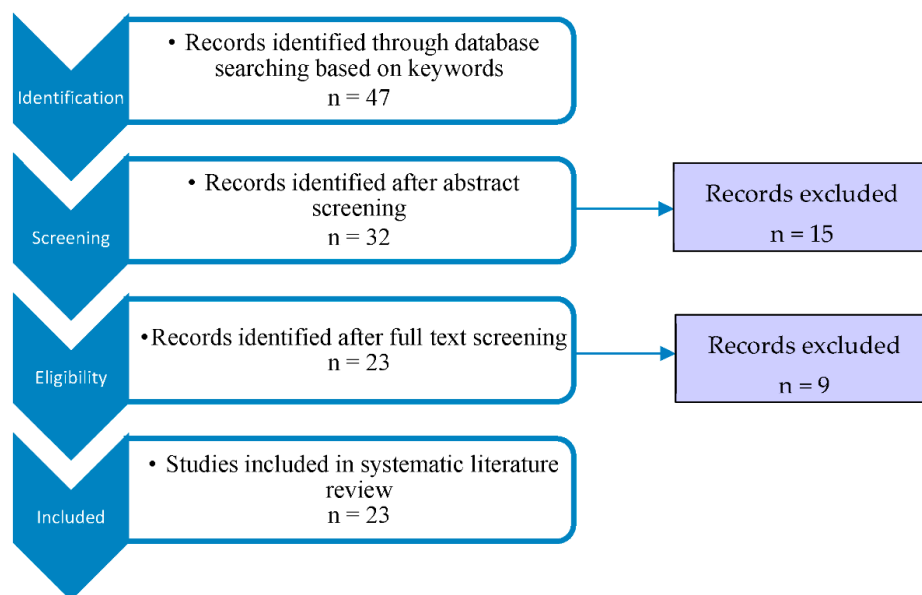 Identification
• Records identified through database
searching based on keywords
n = 47
Screening
• Records identified after abstract
screening
n = 32
Records excluded
n = 15
Eligibility
•Records identified after full text screening
n = 23
Records excluded
n = 9
Included
• Studies included in systematic literature
review
n = 23